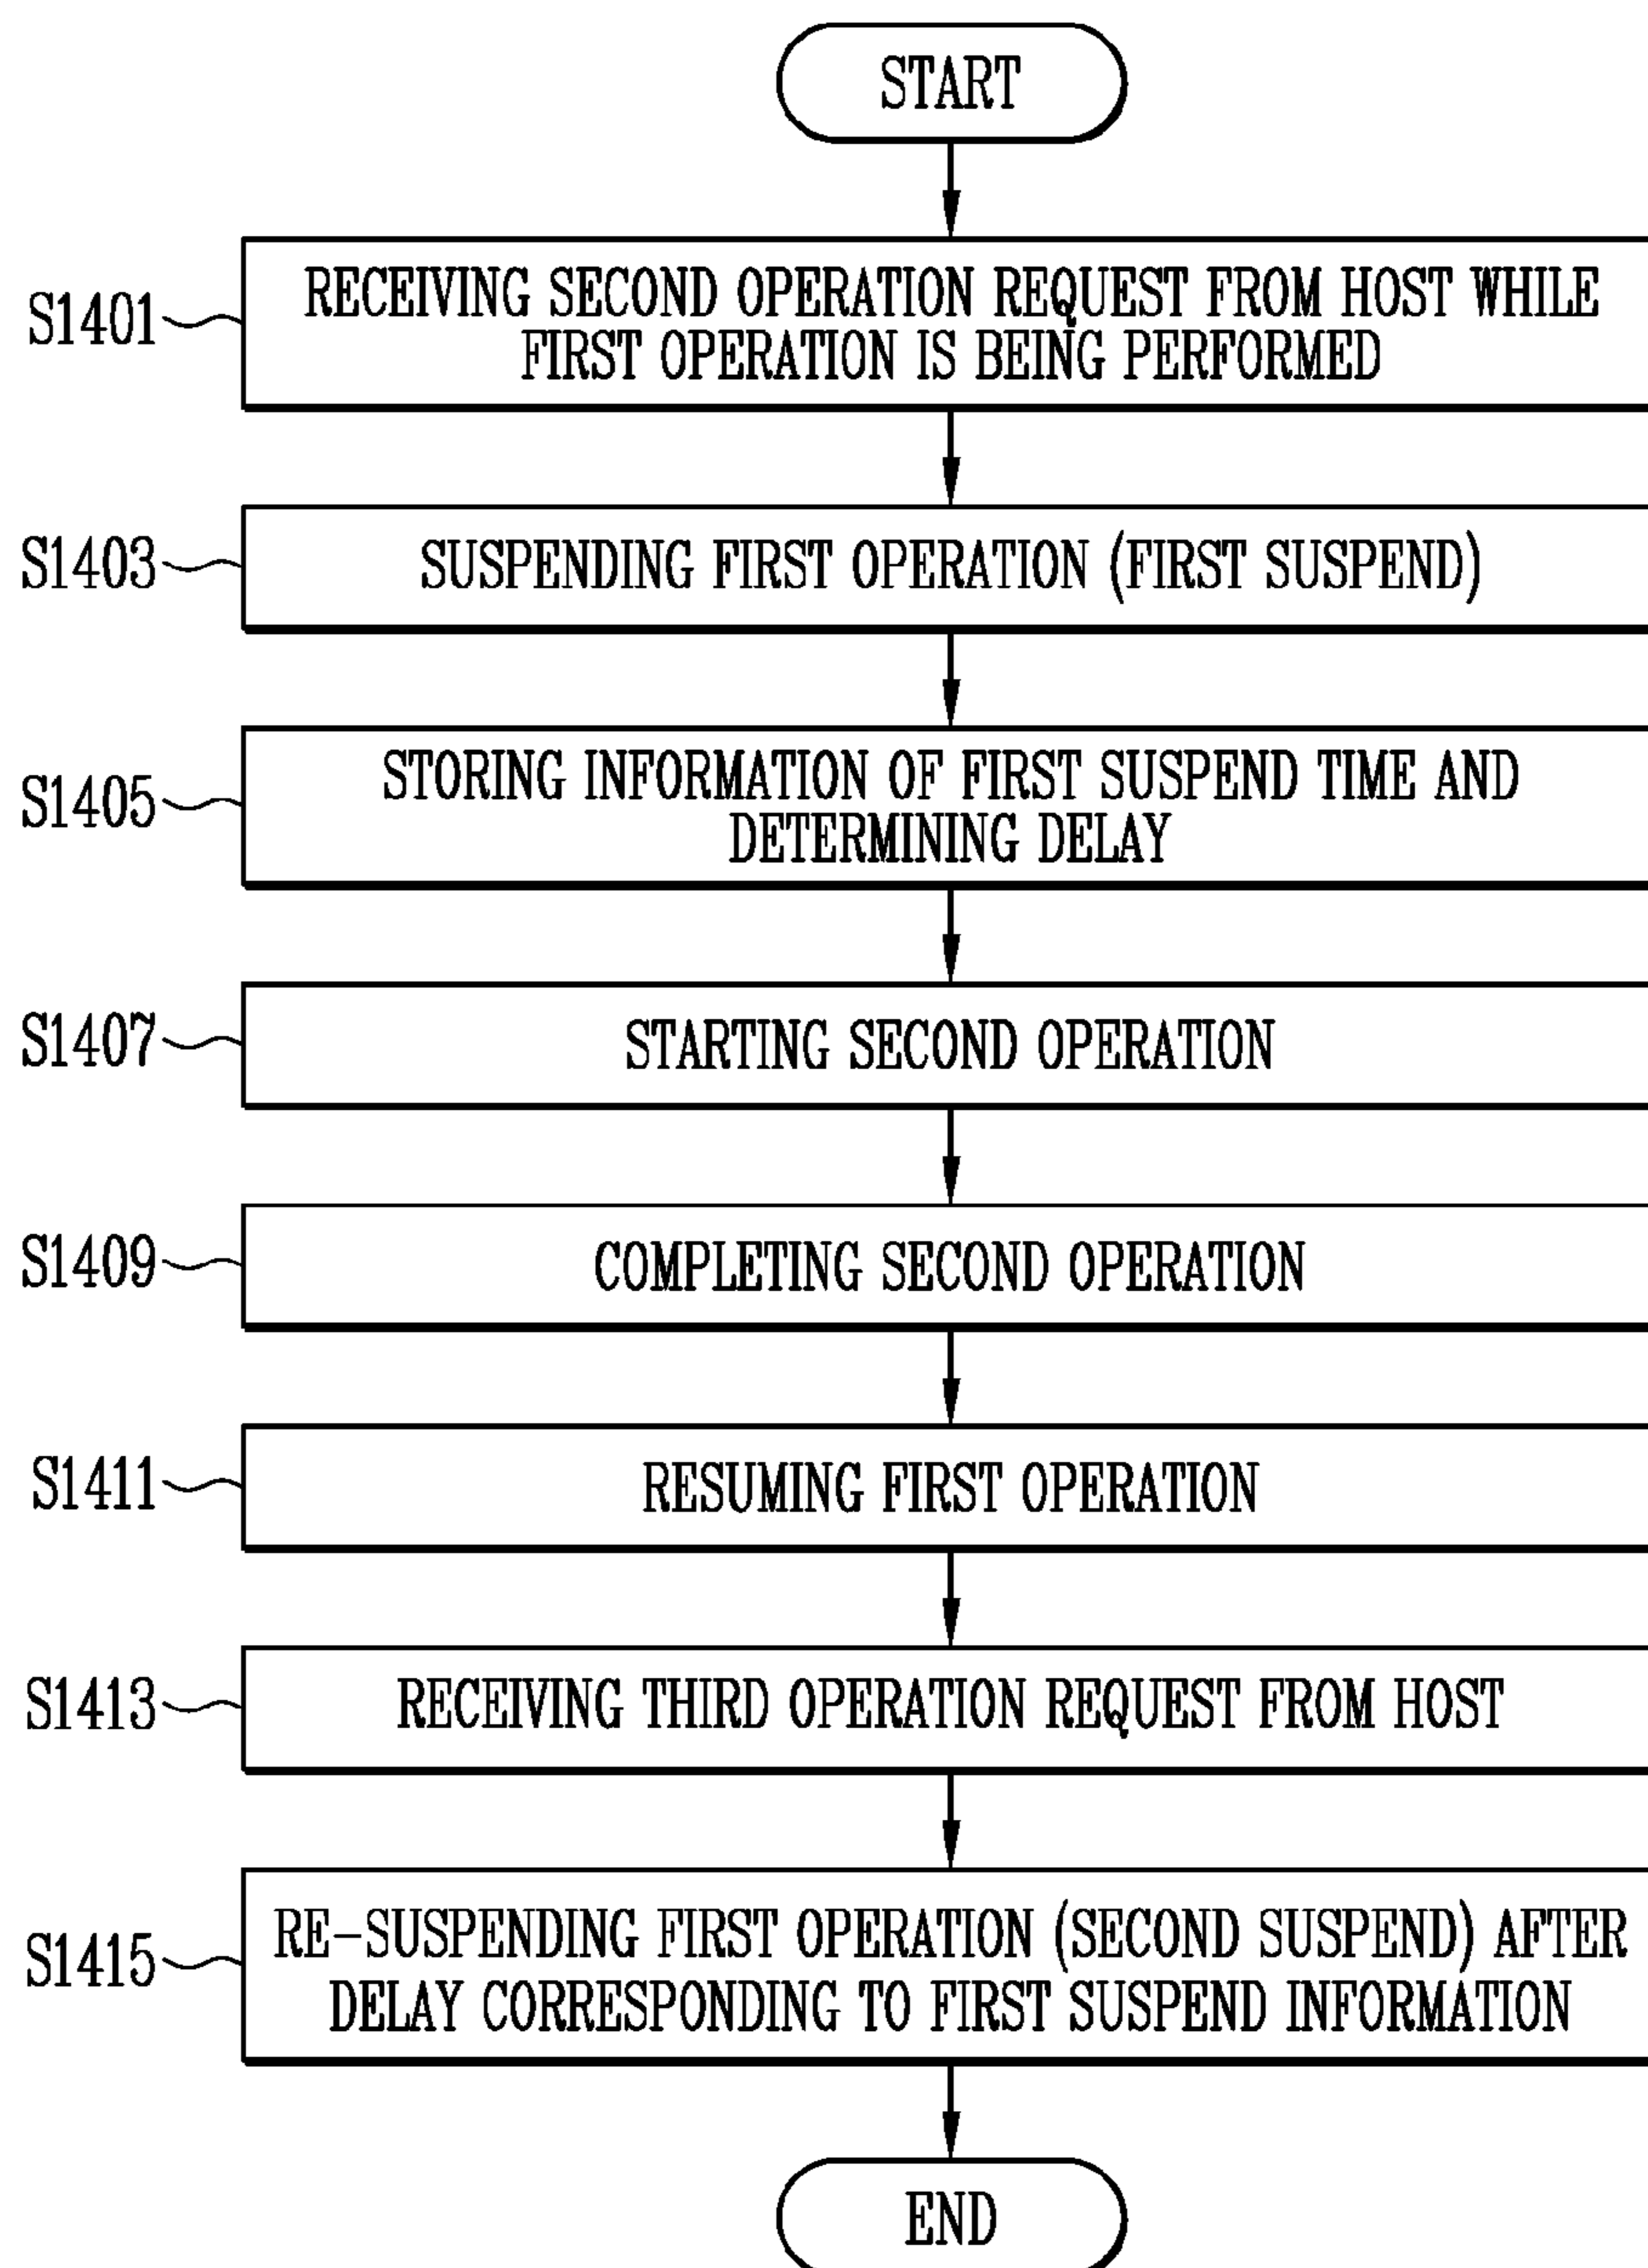 START
S1401
RECEIVING SECOND OPERATION REQUEST FROM HOST WHILE
FIRST OPERATION IS BEING PERFORMED
S1403
SUSPENDING FIRST OPERATION (FIRST SUSPEND)
S1405
STORING INFORMATION OF FIRST SUSPEND TIME AND
DETERMINING DELAY
S1407
STARTING SECOND OPERATION
S1409
COMPLETING SECOND OPERATION
S1411
RESUMING FIRST OPERATION
S1413
RECEIVING THIRD OPERATION REQUEST FROM HOST
S1415
RE-SUSPENDING FIRST OPERATION (SECOND SUSPEND) AFTER
DELAY CORRESPONDING TO FIRST SUSPEND INFORMATION
END